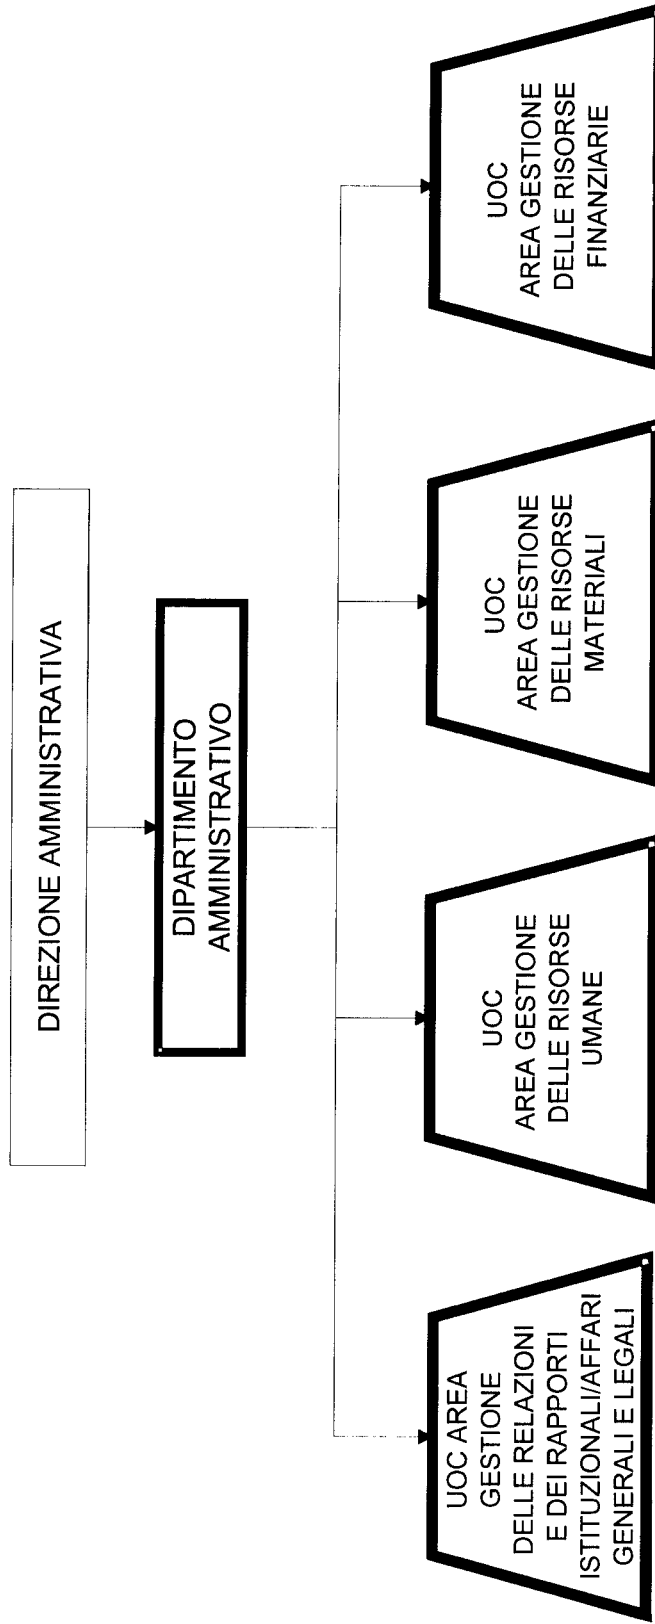 DIREZIONE AMMINISTRATIVA
DIPARTIMENTO
AMMINISTRATIVO
UOC AREA
GESTIONE
DELLE RELAZIONI
E DEI RAPPORTI
ISTITUZIONALI/AFFARI
GENERALI E LEGALI
UOC
AREA GESTIONE
DELLE RISORSE
UMANE
UOC
AREA GESTIONE
DELLE RISORSE
MATERIALI
UOC
AREA GESTIONE
DELLE RISORSE
FINANZIARIE